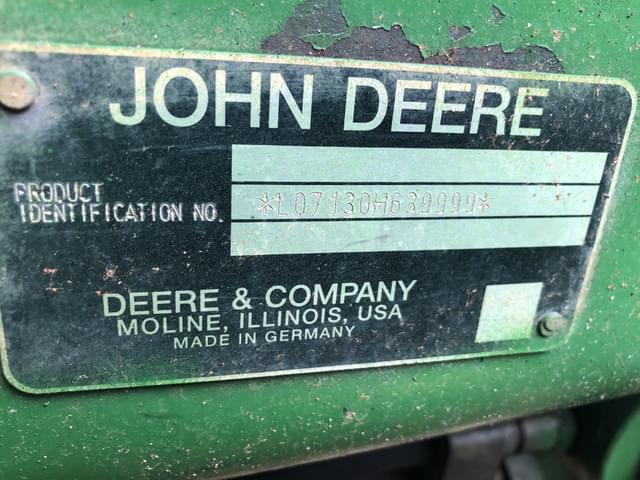 JOHN DEERE
PRODUCT
IDENTIFICATION NO.
*L07130H639999*
DEERE & COMPANY
MOLINE, ILLINOIS, USA
MADE IN GERMANY